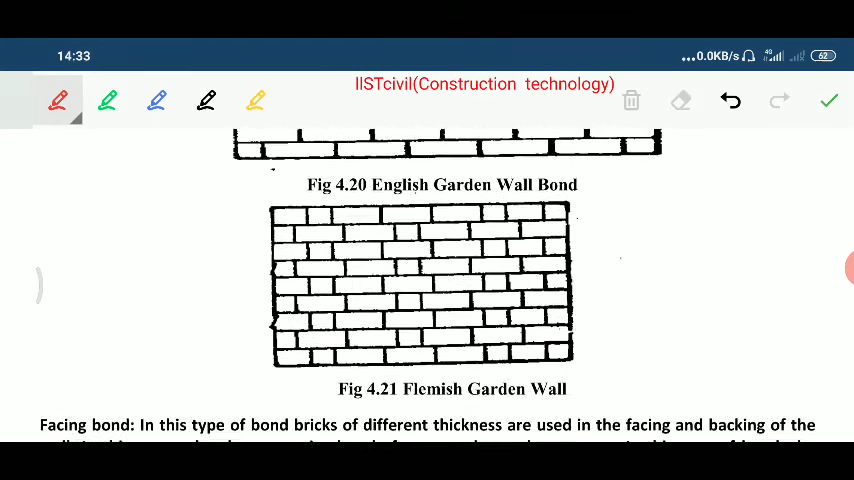 14:33
...0.0KB/s 4G 62
IISTcivil(Construction technology)
Fig 4.20 English Garden Wall Bond
Fig 4.21 Flemish Garden Wall
Facing bond: In this type of bond bricks of different thickness are used in the facing and backing of the